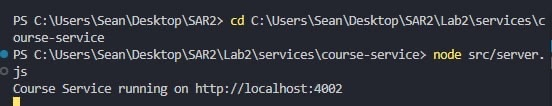 PS C:\Users\Sean\Desktop\SAR2> cd C:\Users\Sean\Desktop\SAR2\Lab2\services\c
ourse-service
PS C:\Users\Sean\Desktop\SAR2\Lab2\services\course-service> node src/server.
js
Course Service running on http://localhost:4002